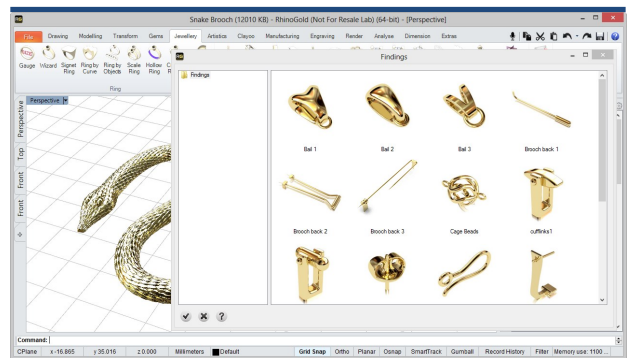 Snake Brooch (12010 KB) - RhinoGold (Not For Resale Lab) (64-bit) - [Perspective]
File Drawing Modelling Transform Gems Jewellery Artistics Clayoo Manufacturing Engraving Render Analyse Dimension Extras
Gauge Wizard Signet Ring Ring by Curve Ring by Objects Scale Ring Hollow Ring
Ring
Findings
Findings
Perspective
Perspective
Top
Front
Front
Bail 1 Bail 2 Bail 3 Brooch back 1
Brooch back 2 Brooch back 3 Cage Beads cufflinks1
Command:
CPlane x -16.865 y 35.016 z 0.000 Millimeters Default Grid Snap Ortho Planar Osnap SmartTrack Gumball Record History Filter Memory use: 1100 ...